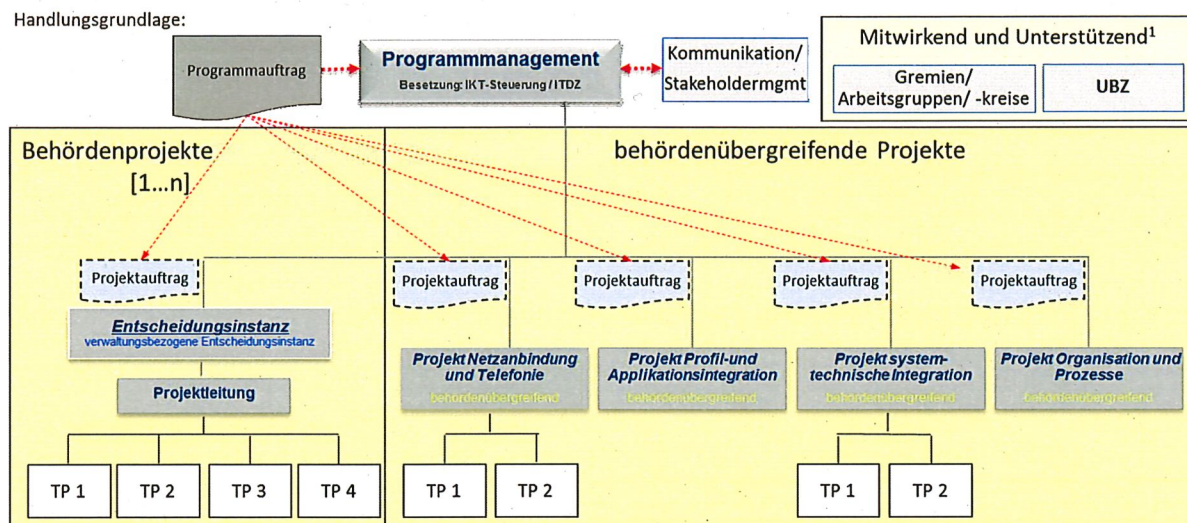 Handlungsgrundlage:
Programmauftrag
Programmmanagement
Besetzung: IKT-Steuerung / ITDZ
Kommunikation/
Stakeholdermgmt
Mitwirkend und Unterstützend¹
Gremien/
Arbeitsgruppen/ -kreise
UBZ
Behördenprojekte
[1...n]
behördenübergreifende Projekte
Projektauftrag
Projektauftrag
Projektauftrag
Projektauftrag
Projektauftrag
Entscheidungsinstanz
verwaltungsbezogene Entscheidungsinstanz
Projektleitung
Projekt Netzanbindung
und Telefonie
behördenübergreifend
Projekt Profil-und
Applikationsintegration
behördenübergreifend
Projekt system-
technische Integration
behördenübergreifend
Projekt Organisation und
Prozesse
behördenübergreifend
TP 1
TP 2
TP 3
TP 4
TP 1
TP 2
TP 1
TP 2